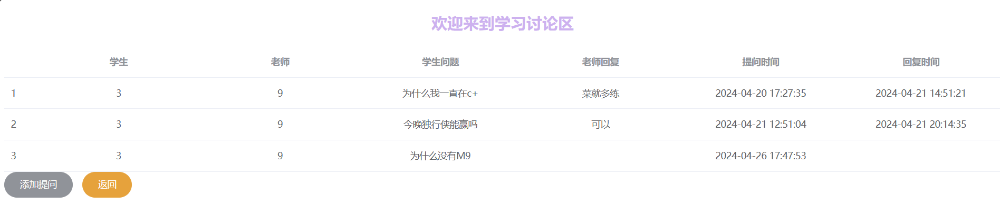 欢迎来到学习讨论区
学生 老师 学生问题 老师回复 提问时间 回复时间
1 3 9 为什么我一直在c+ 菜就多练 2024-04-20 17:27:35 2024-04-21 14:51:21
2 3 9 今晚独行侠能赢吗 可以 2024-04-21 12:51:04 2024-04-21 20:14:35
3 3 9 为什么没有M9 2024-04-26 17:47:53
添加提问 返回